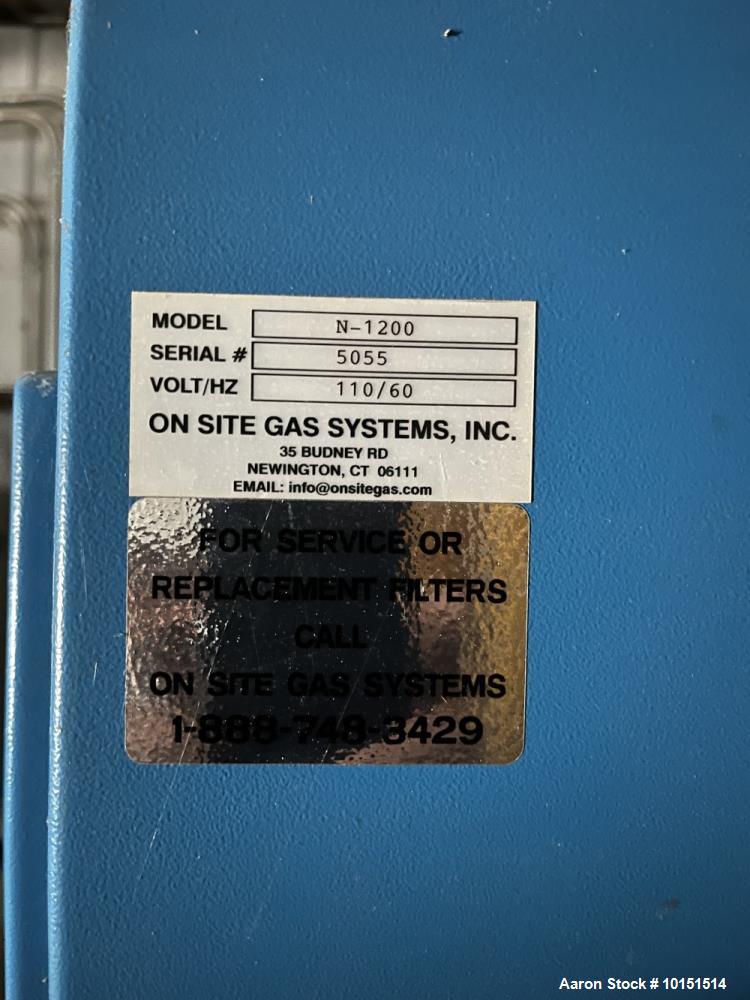 MODEL N-1200
SERIAL # 5055
VOLT/HZ 110/60
ON SITE GAS SYSTEMS, INC.
35 BUDNEY RD
NEWINGTON, CT 06111
EMAIL: info@onsitegas.com
FOR SERVICE OR
REPLACEMENT FILTERS
CALL
ON SITE GAS SYSTEMS
1-888-748-3429
Aaron Stock # 10151514